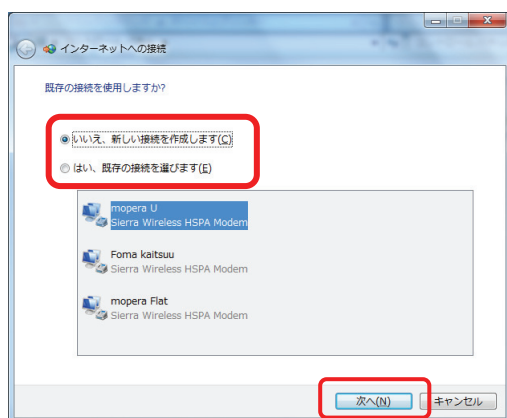 インターネットへの接続
既存の接続を使用しますか?
いいえ、新しい接続を作成します(C)
はい、既存の接続を選びます(E)
mopera U
Sierra Wireless HSPA Modem
Foma kaitsuu
Sierra Wireless HSPA Modem
mopera Flat
Sierra Wireless HSPA Modem
次へ(N)
キャンセル